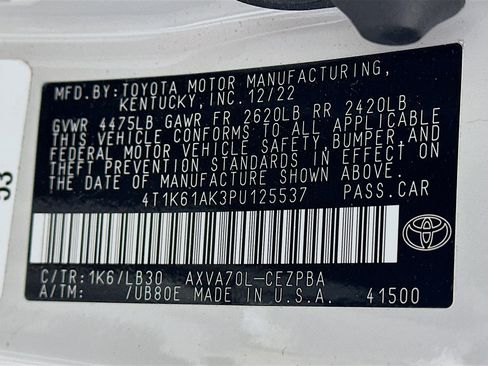 MFD.BY: TOYOTA MOTOR MANUFACTURING,
KENTUCKY, INC. 12/22
GVWR 4475LB GAWR FR 2620LB RR 2420LB
THIS VEHICLE CONFORMS TO ALL APPLICABLE
FEDERAL MOTOR VEHICLE SAFETY, BUMPER, AND
THEFT PREVENTION STANDARDS IN EFFECT ON
THE DATE OF MANUFACTURE SHOWN ABOVE.
4T1K61AK3PU125537 PASS.CAR
C/TR: 1K6/LB30 AXVA70L-CEZPBA
A/TM: /UB80E MADE IN U.S.A. 41500